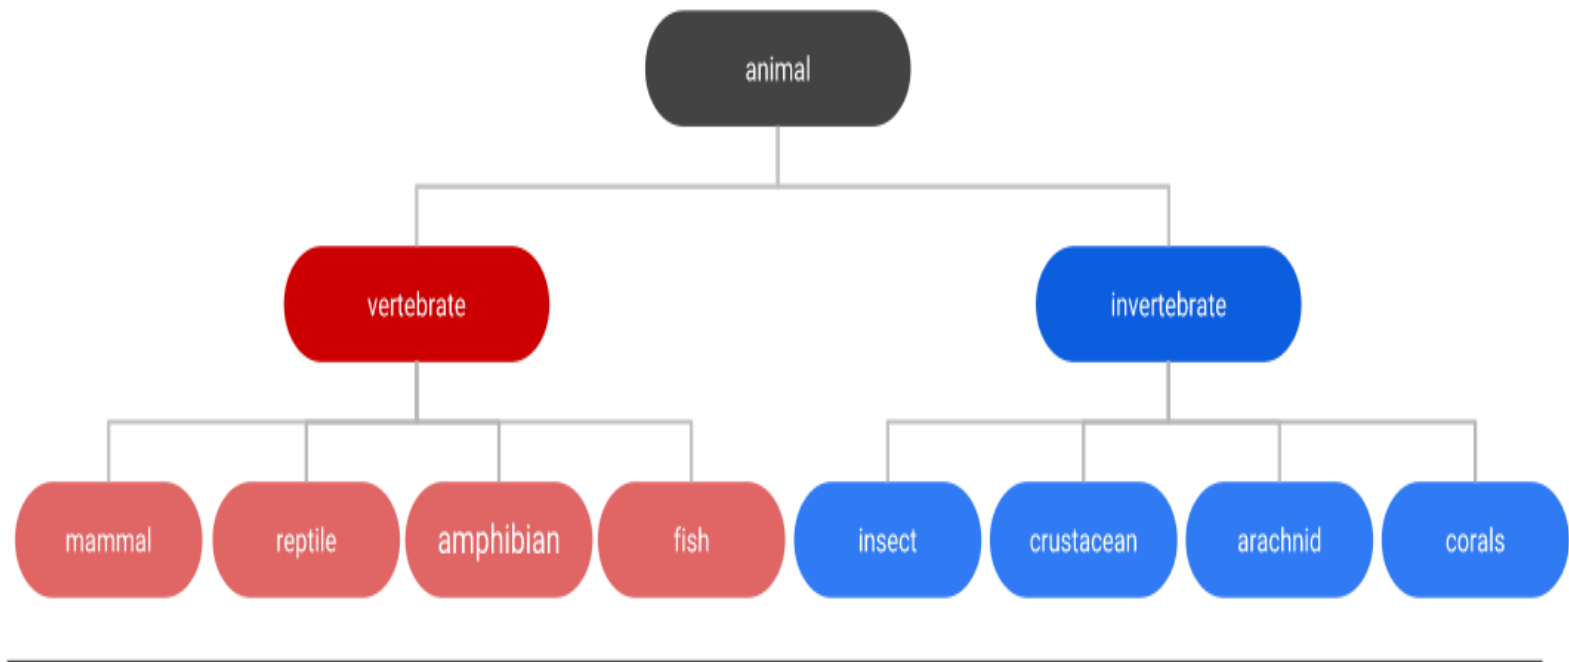 animal
vertebrate
invertebrate
mammal
reptile
amphibian
fish
insect
crustacean
arachnid
corals